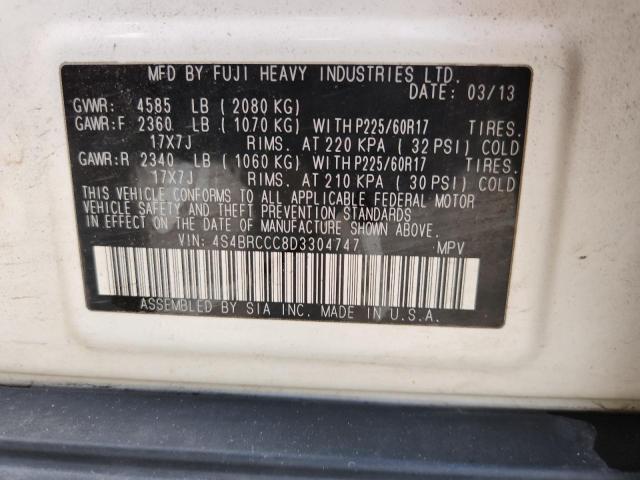 MFD BY FUJI HEAVY INDUSTRIES LTD.
DATE: 03/13
GVWR: 4585 LB (2080 KG)
GAWR:F 2360 LB (1070 KG) WITH P225/60R17 TIRES.
17X7J RIMS. AT 220 KPA (32 PSI) COLD
GAWR:R 2340 LB (1060 KG) WITH P225/60R17 TIRES.
17X7J RIMS. AT 210 KPA (30 PSI) COLD
THIS VEHICLE CONFORMS TO ALL APPLICABLE FEDERAL MOTOR
VEHICLE SAFETY AND THEFT PREVENTION STANDARDS
IN EFFECT ON THE DATE OF MANUFACTURE SHOWN ABOVE.
VIN: 4S4BRCCC8D3304747 MPV
ASSEMBLED BY SIA INC. MADE IN U.S.A.